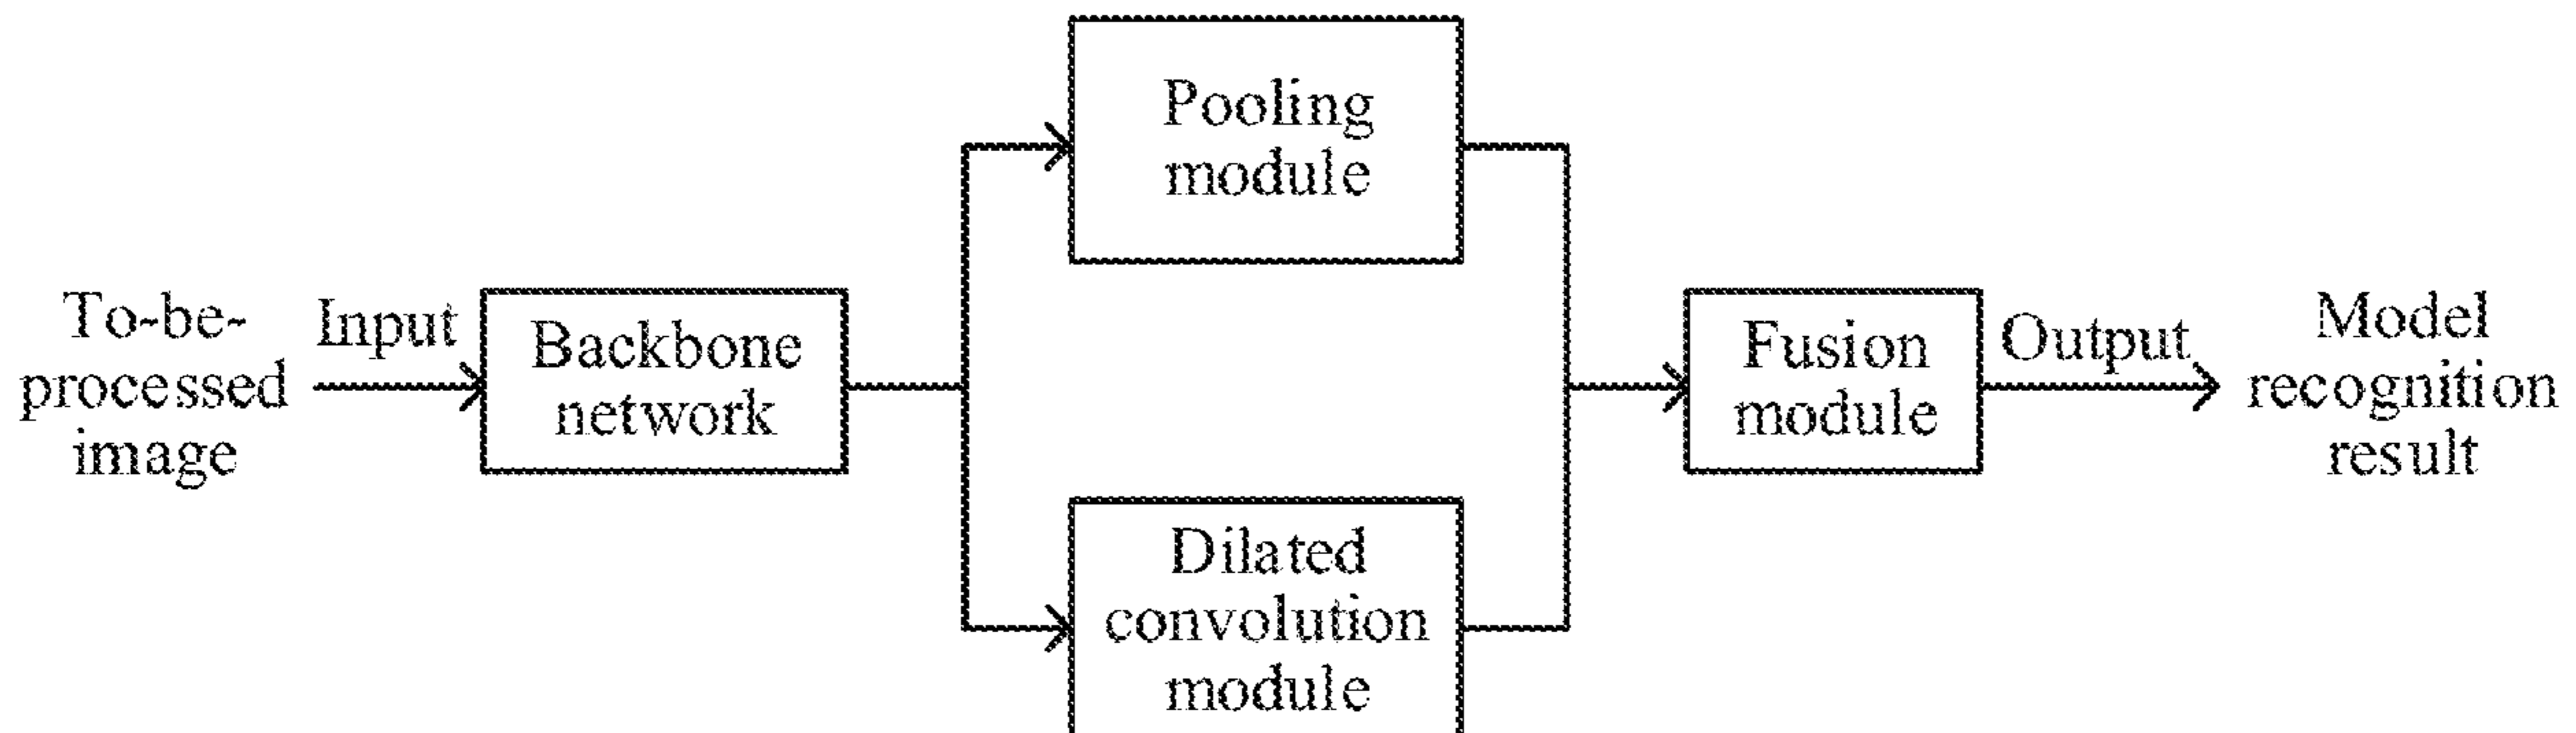 To-be-
processed
image
Input
Backbone
network
Pooling
module
Dilated
convolution
module
Fusion
module
Output
Model
recognition
result